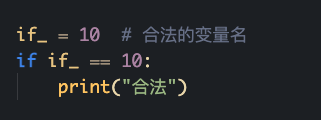 if_ = 10  # 合法的变量名
if if_ == 10:
    print("合法")